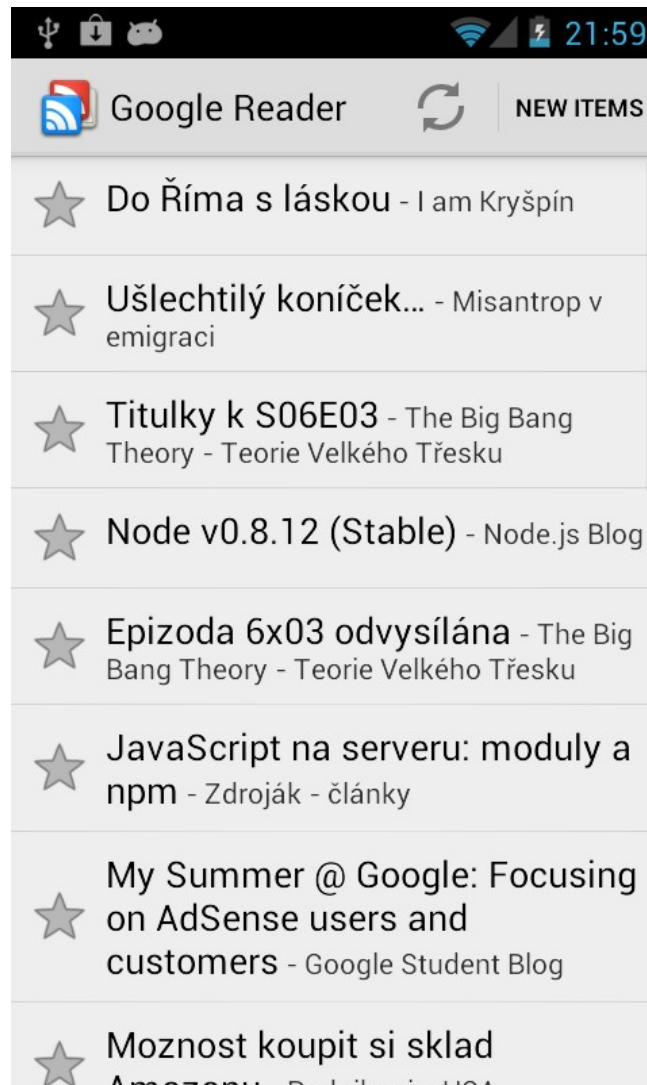 21:59
Google Reader NEW ITEMS
Do Říma s láskou - I am Kryšpín
Ušlechtilý koníček... - Misantrop v
emigraci
Titulky k S06E03 - The Big Bang
Theory - Teorie Velkého Třesku
Node v0.8.12 (Stable) - Node.js Blog
Epizoda 6x03 odvysílána - The Big
Bang Theory - Teorie Velkého Třesku
JavaScript na serveru: moduly a
npm - Zdroják - články
My Summer @ Google: Focusing
on AdSense users and
customers - Google Student Blog
Moznost koupit si sklad